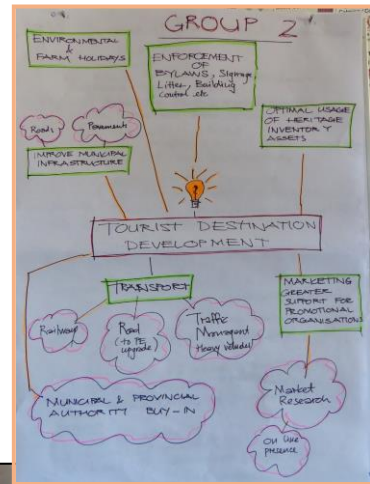 GROUP 2
ENVIRONMENTAL
&
FARM HOLIDAYS
ENFORCEMENT
OF
BYLAWS, Signage
Litter, Building
Control etc
OPTIMAL USAGE
OF HERITAGE
INVENTORY
ASSETS
Roads
Pavements
IMPROVE MUNICIPAL
INFRASTRUCTURE
TOURIST DESTINATION
DEVELOPMENT
TRANSPORT
Railways
Road
(to PE
upgrade)
Traffic
Management
Heavy Vehicles
MARKETING
GREATER
SUPPORT FOR
PROMOTIONAL
ORGANISATIONS
MUNICIPAL & PROVINCIAL
AUTHORITY BUY-IN
Market
Research
On line
presence